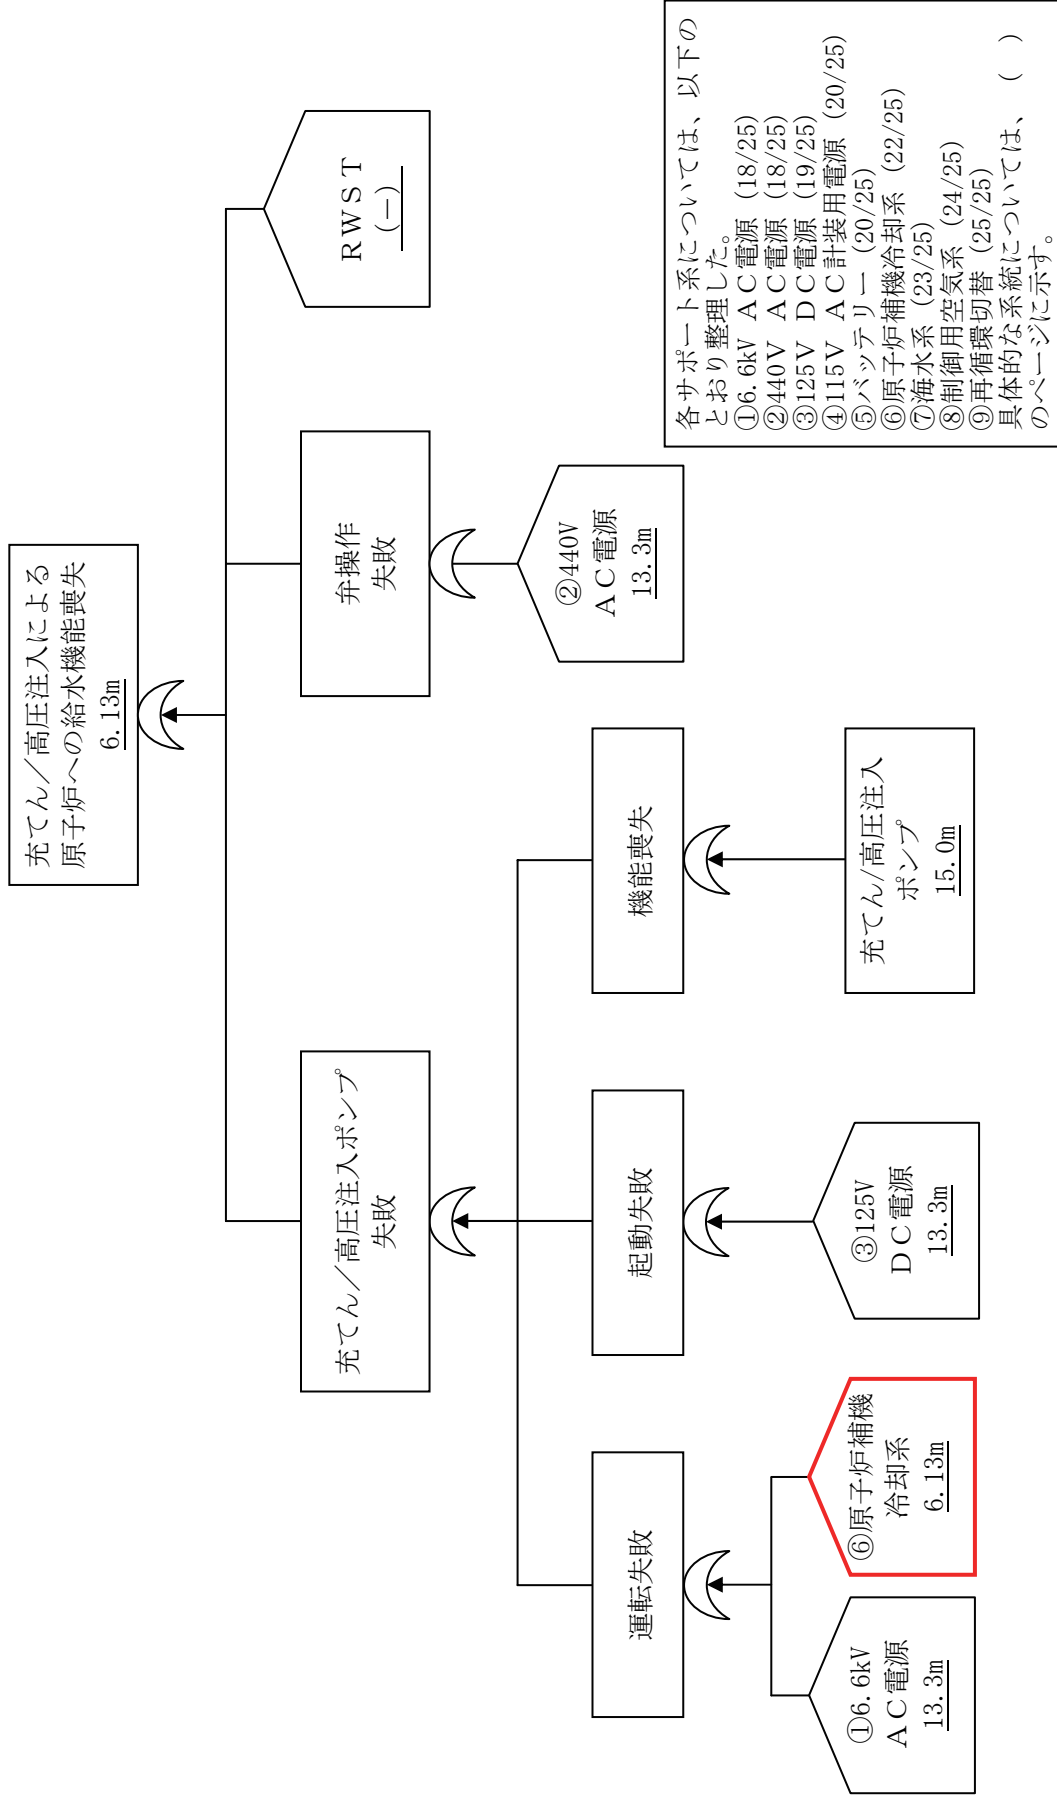 充てん／高圧注入による
原子炉への給水機能喪失
6.13m
充てん／高圧注入ポンプ
失敗
弁操作
失敗
ＲＷＳＴ
（－）
運転失敗
起動失敗
機能喪失
②440V
ＡＣ電源
13.3m
①6.6kV
ＡＣ電源
13.3m
⑥原子炉補機
冷却系
6.13m
③125V
ＤＣ電源
13.3m
充てん/高圧注入
ポンプ
15.0m
各サポート系については、以下の
とおり整理した。
①6.6kV ＡＣ電源 (18/25)
②440V ＡＣ電源 (18/25)
③125V ＤＣ電源 (19/25)
④115V ＡＣ計装用電源 (20/25)
⑤バッテリー (20/25)
⑥原子炉補機冷却系 (22/25)
⑦海水系 (23/25)
⑧制御用空気系 (24/25)
⑨再循環切替 (25/25)
具体的な系統については、（ ）
のページに示す。